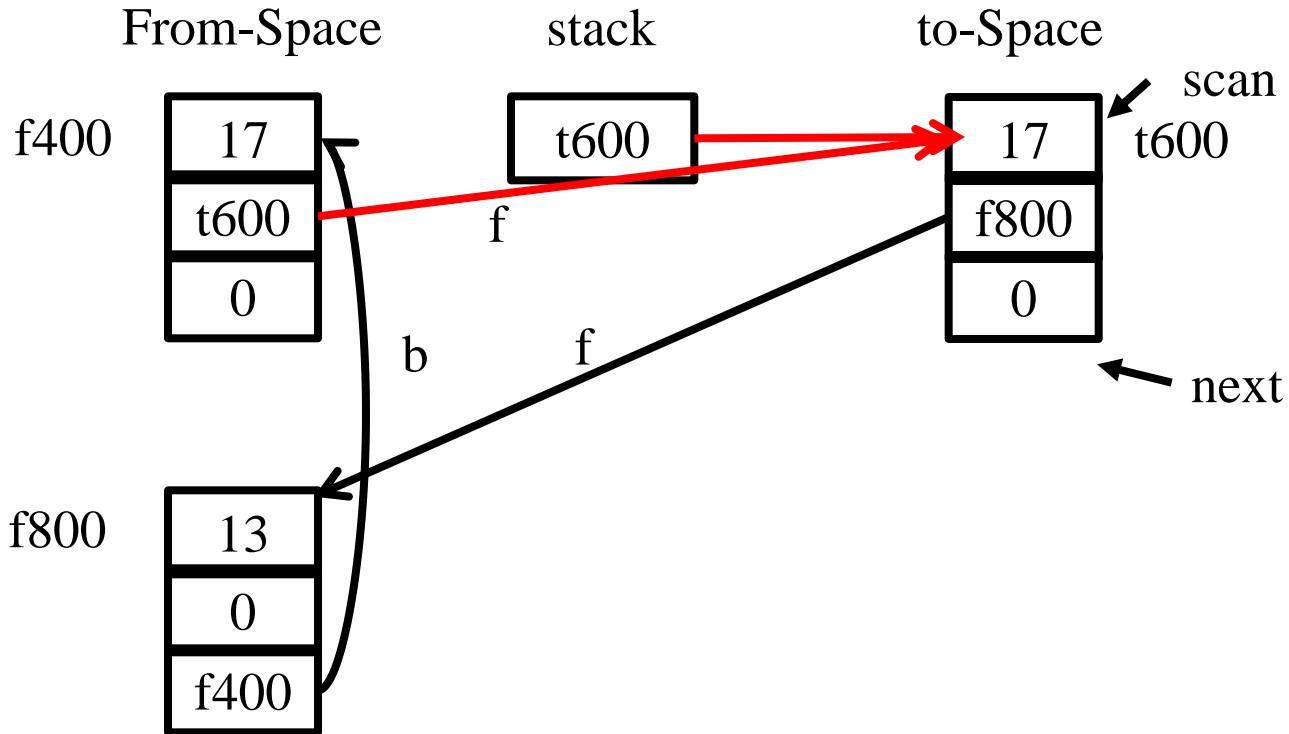 From-Space stack to-Space
scan
f400 17 t600 17 t600
t600 f f800
0 0
b f
next
f800 13
0
f400